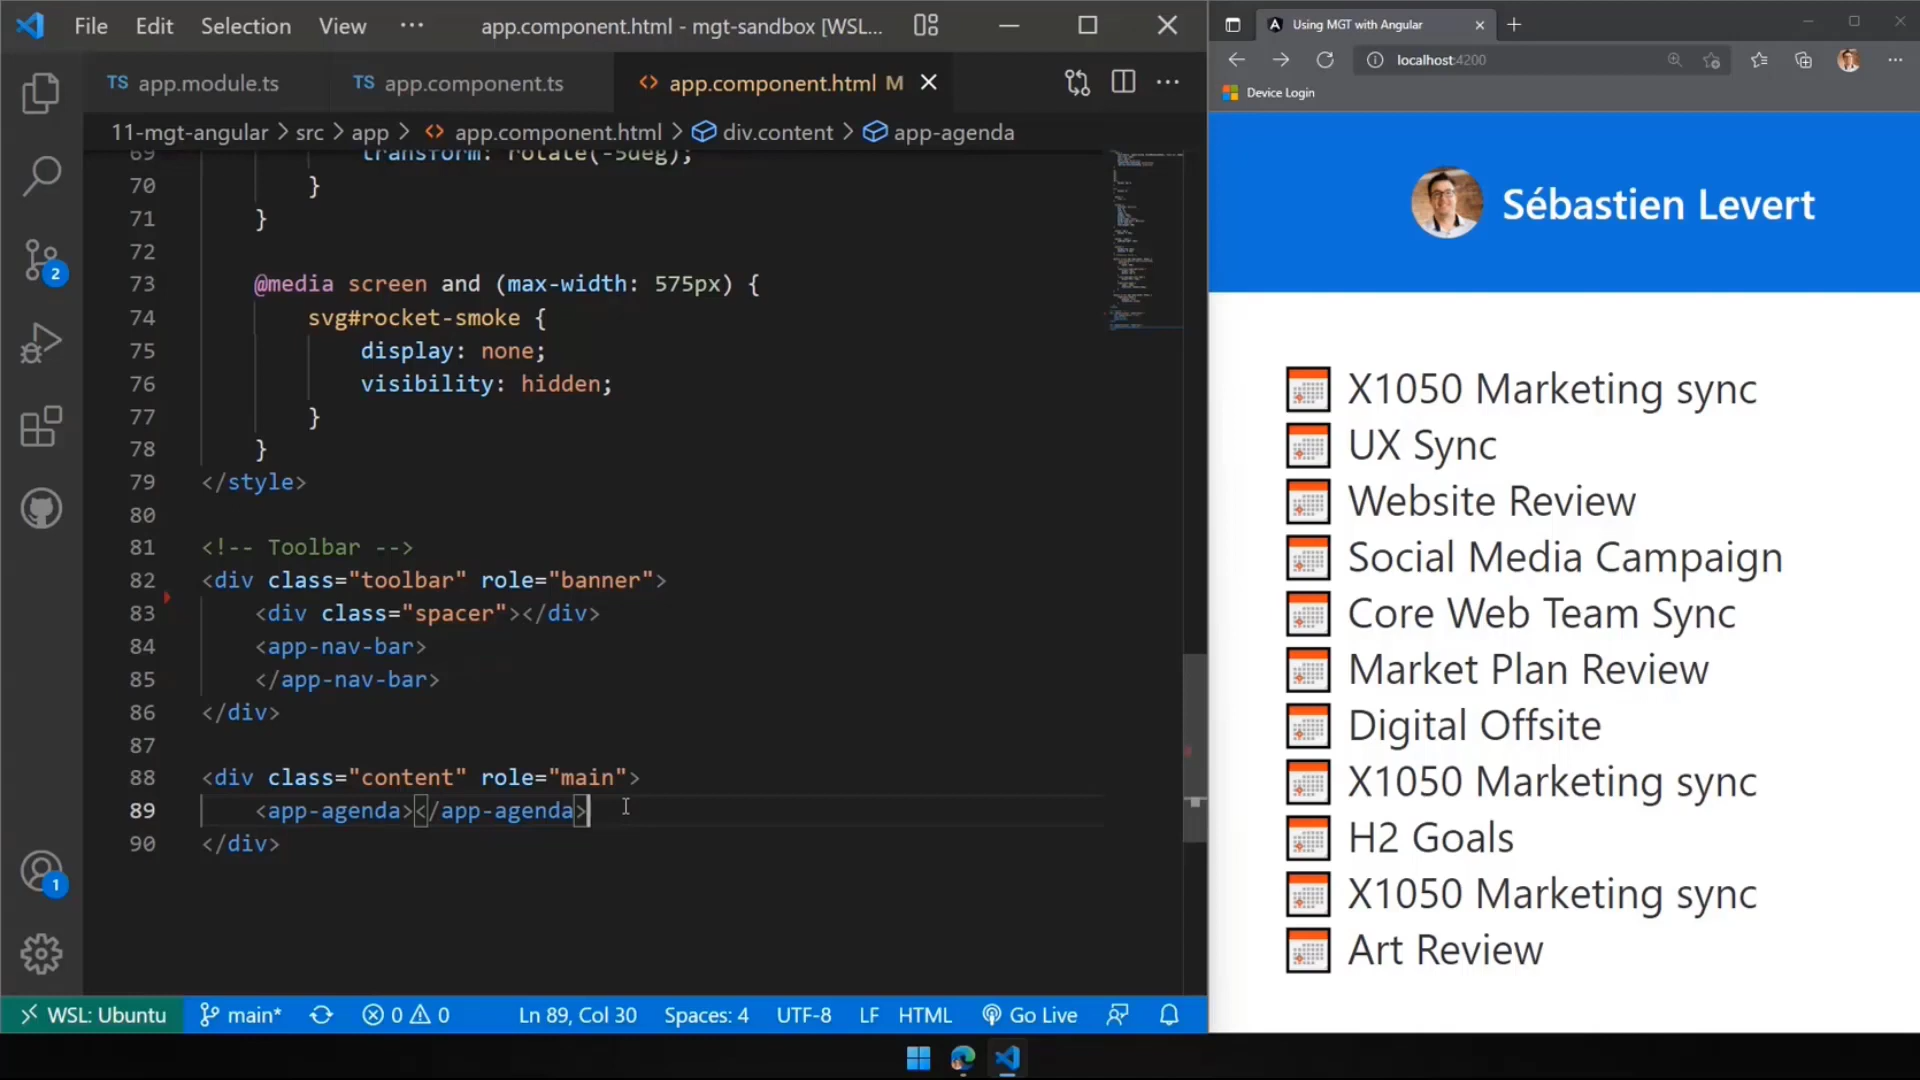 File Edit Selection View ··· app.component.html - mgt-sandbox [WSL...
TS app.module.ts TS app.component.ts <> app.component.html M
11-mgt-angular > src > app > <> app.component.html > div.content > app-agenda
69 transform: rotate(-5deg);
70 }
71 }
72
73 @media screen and (max-width: 575px) {
74 svg#rocket-smoke {
75 display: none;
76 visibility: hidden;
77 }
78 }
79 </style>
80
81 <!-- Toolbar -->
82 <div class="toolbar" role="banner">
83 <div class="spacer"></div>
84 <app-nav-bar>
85 </app-nav-bar>
86 </div>
87
88 <div class="content" role="main">
89 <app-agenda></app-agenda>
90 </div>
2
1
WSL: Ubuntu main* 0 0 Ln 89, Col 30 Spaces: 4 UTF-8 LF HTML Go Live
Using MGT with Angular
localhost:4200
Device Login
Sébastien Levert
X1050 Marketing sync
UX Sync
Website Review
Social Media Campaign
Core Web Team Sync
Market Plan Review
Digital Offsite
X1050 Marketing sync
H2 Goals
X1050 Marketing sync
Art Review